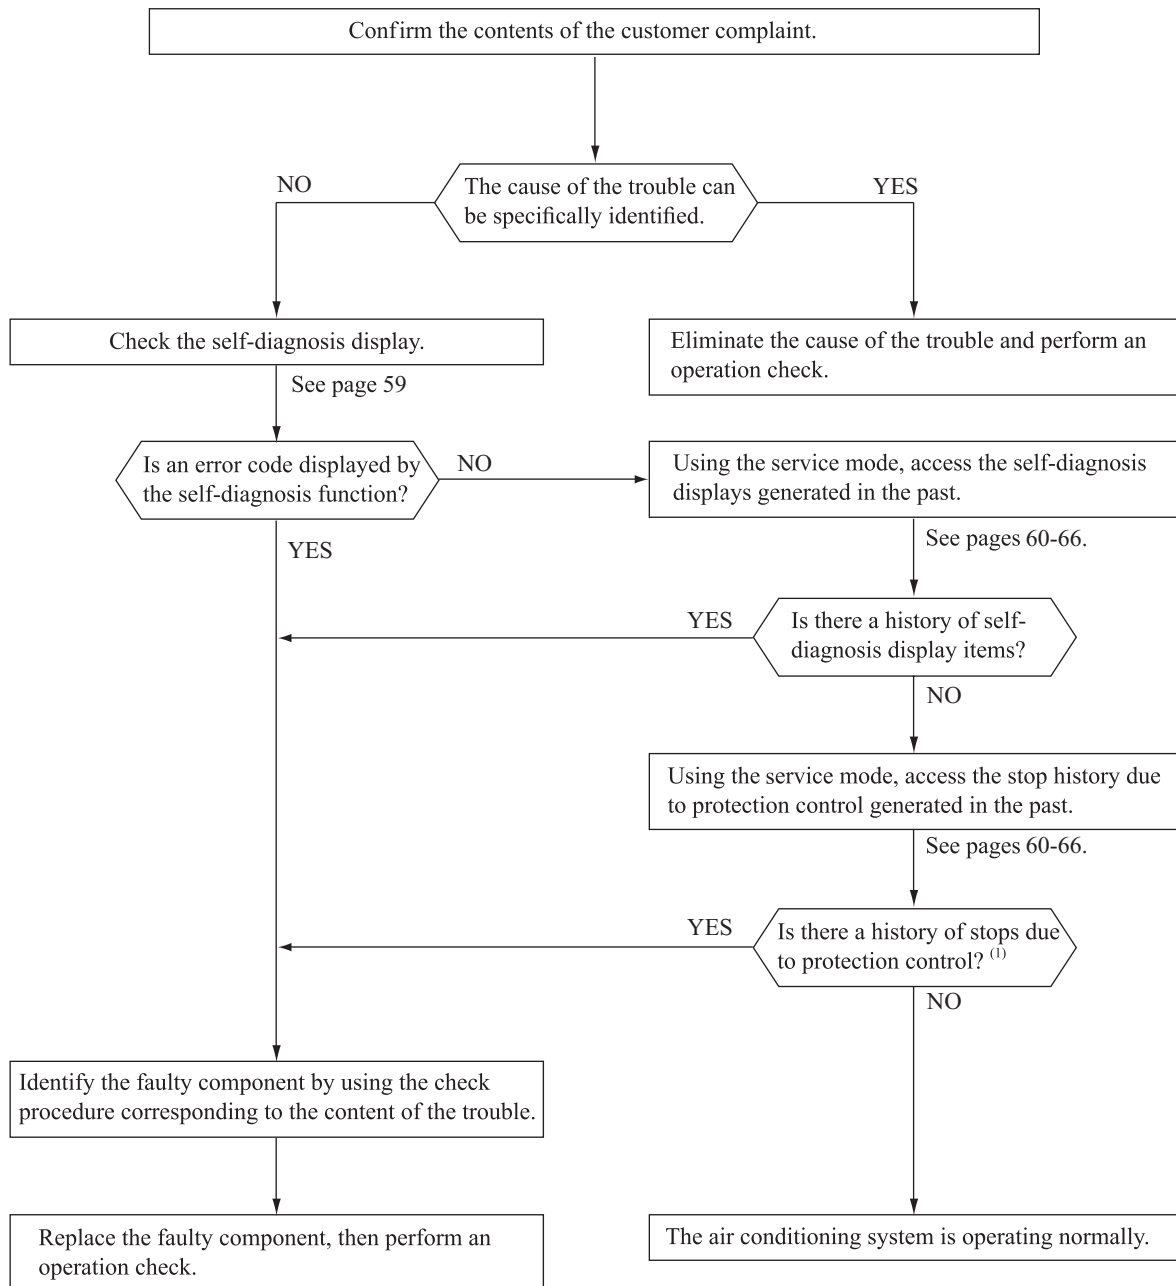 Confirm the contents of the customer complaint.
NO
The cause of the trouble can
be specifically identified.
YES
Check the self-diagnosis display.
Eliminate the cause of the trouble and perform an
operation check.
See page 59
Is an error code displayed by
the self-diagnosis function?
NO
Using the service mode, access the self-diagnosis
displays generated in the past.
YES
See pages 60-66.
YES
Is there a history of self-
diagnosis display items?
NO
Using the service mode, access the stop history due
to protection control generated in the past.
See pages 60-66.
YES
Is there a history of stops due
to protection control? (1)
NO
Identify the faulty component by using the check
procedure corresponding to the content of the trouble.
Replace the faulty component, then perform an
operation check.
The air conditioning system is operating normally.